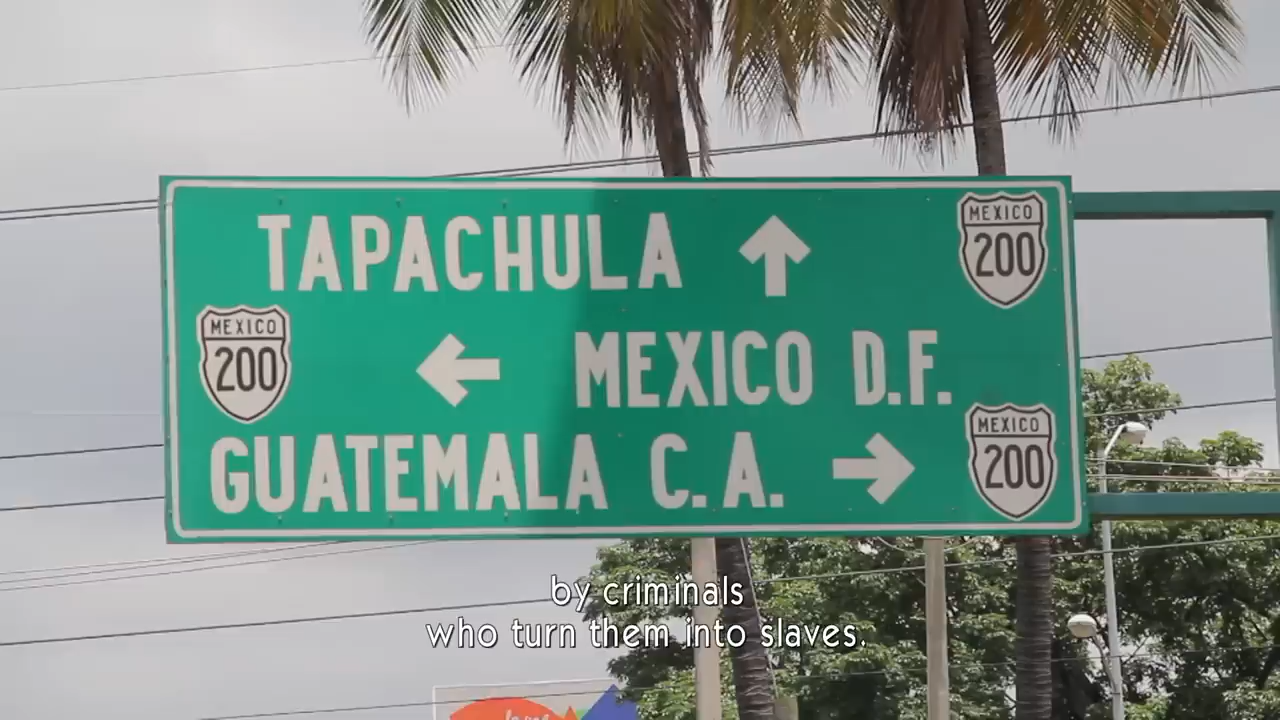 TAPACHULA
MEXICO
200
MEXICO
200
MEXICO D.F.
GUATEMALA C.A.
MEXICO
200
by criminals
who turn them into slaves.